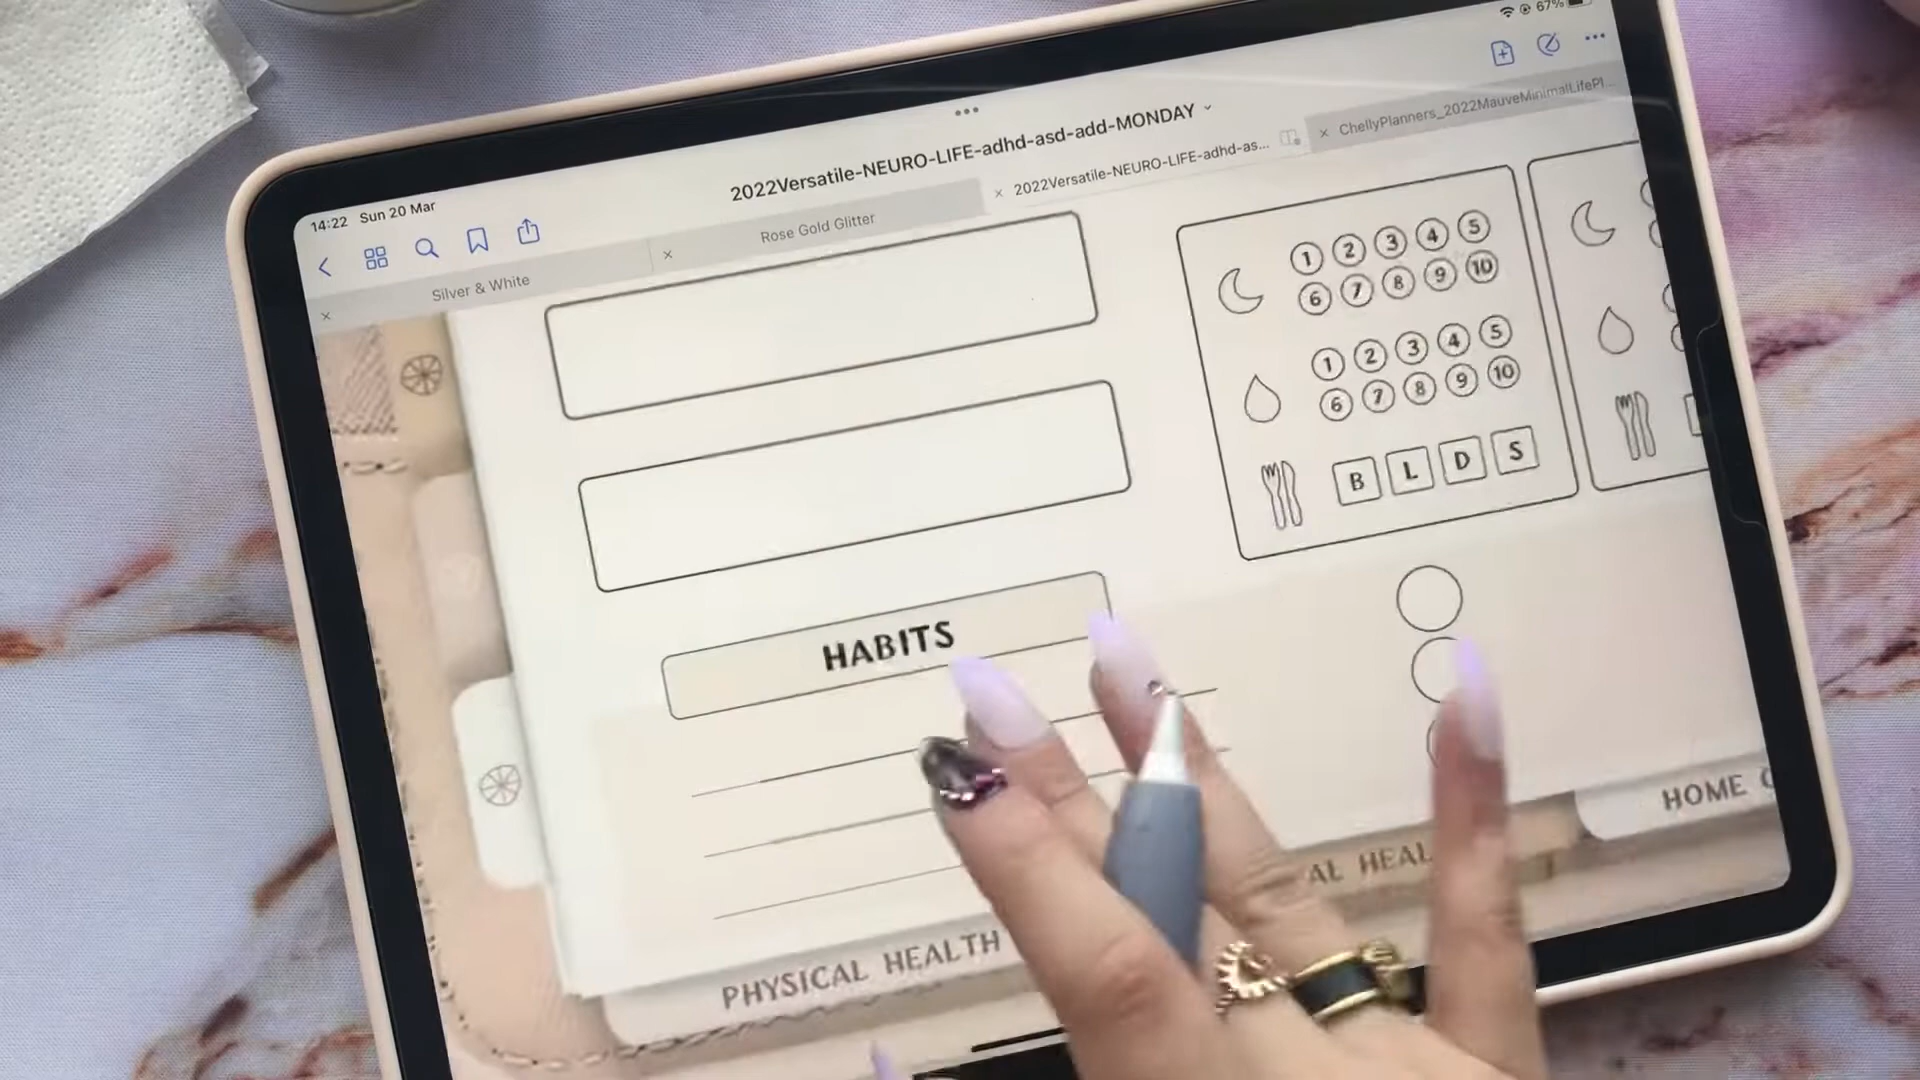 14:22 Sun 20 Mar
67%
2022Versatile-NEURO-LIFE-adhd-asd-add-MONDAY
Silver & White
Rose Gold Glitter
2022Versatile-NEURO-LIFE-adhd-as...
ChellyPlanners_2022MauveMinimalLifePl...
1 2 3 4 5
6 7 8 9 10
1 2 3 4 5
6 7 8 9 10
B L D S
HABITS
PHYSICAL HEALTH
AL HEAL
HOME